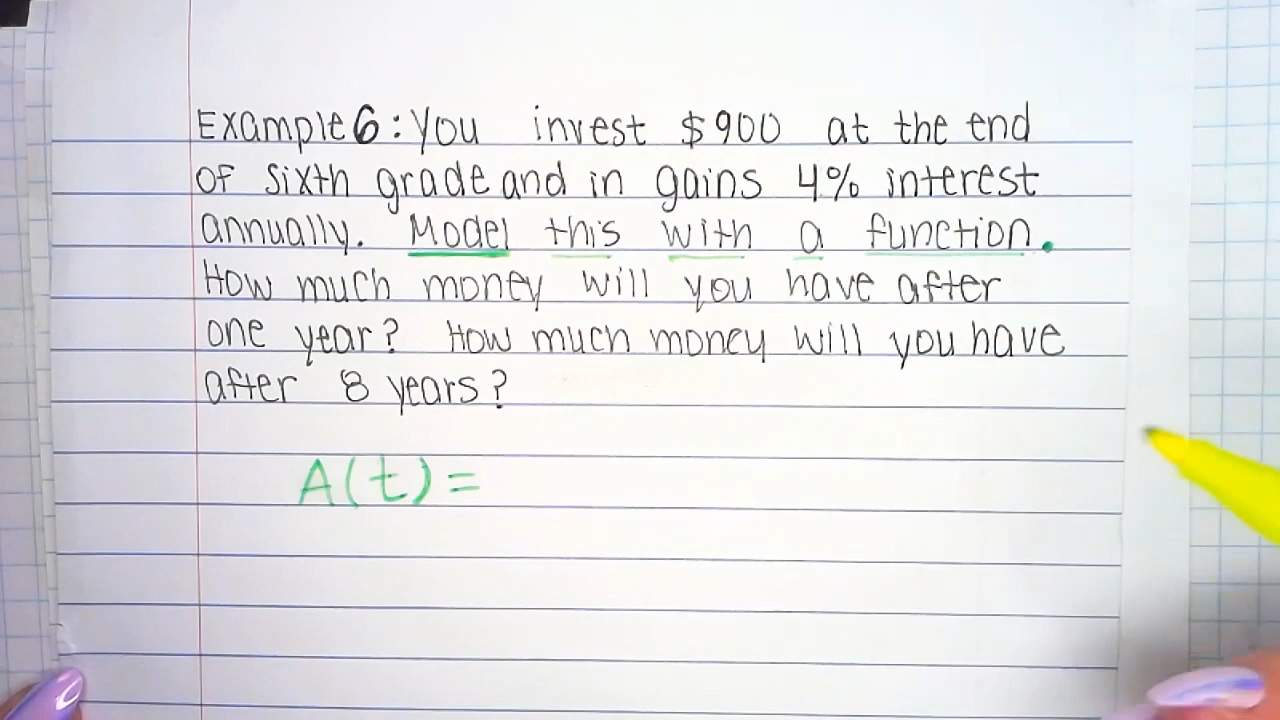 Example 6: You invest $900 at the end
of sixth grade and in gains 4% interest
annually. Model this with a function.
How much money will you have after
one year? How much money will you have
after 8 years?
A(t) =